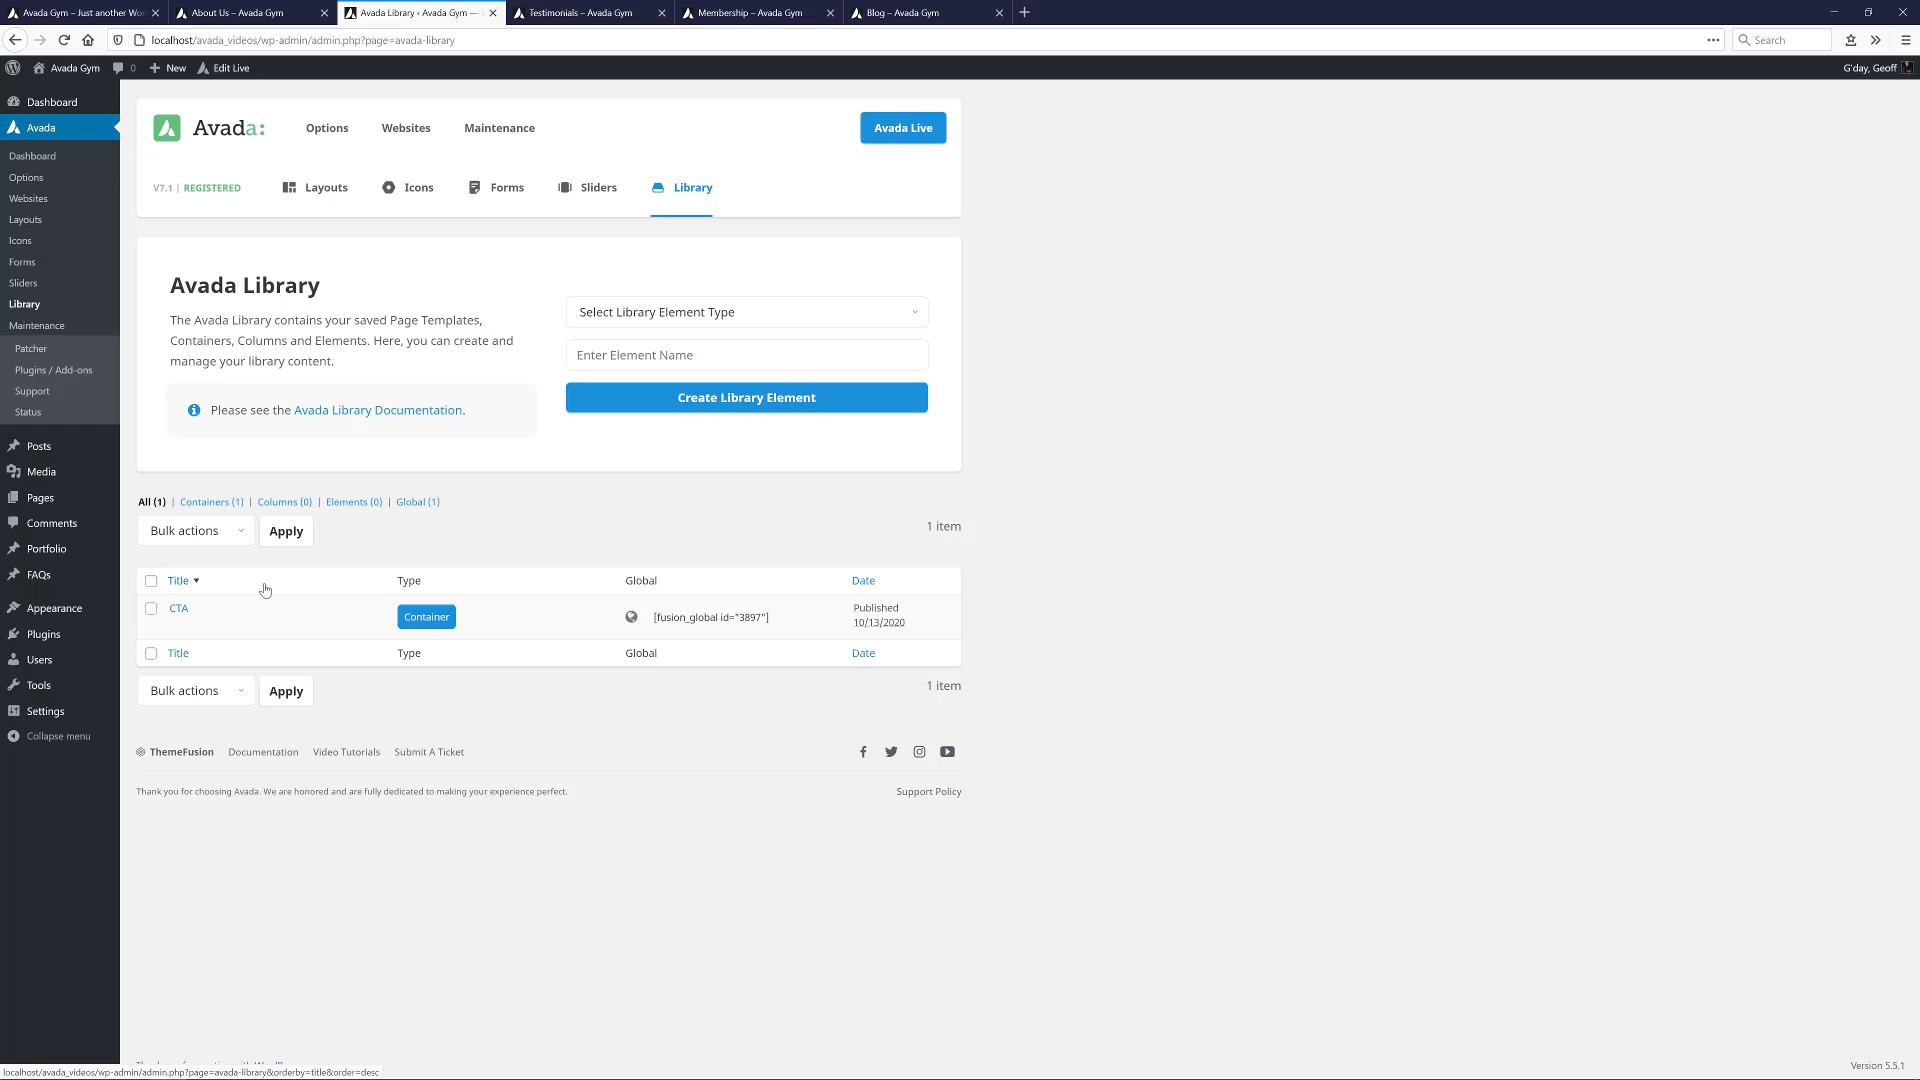 Avada Gym – Just another Wo
About Us – Avada Gym
Avada Library ‹ Avada Gym —
Testimonials – Avada Gym
Membership – Avada Gym
Blog – Avada Gym
localhost/avada_videos/wp-admin/admin.php?page=avada-library
Search
Avada Gym
0
New
Edit Live
G'day, Geoff
Dashboard
Avada
Dashboard
Options
Websites
Layouts
Icons
Forms
Sliders
Library
Maintenance
Patcher
Plugins / Add-ons
Support
Status
Posts
Media
Pages
Comments
Portfolio
FAQs
Appearance
Plugins
Users
Tools
Settings
Collapse menu
Avada:
Options
Websites
Maintenance
Avada Live
V7.1 | REGISTERED
Layouts
Icons
Forms
Sliders
Library
Avada Library
The Avada Library contains your saved Page Templates,
Containers, Columns and Elements. Here, you can create and
manage your library content.
Please see the Avada Library Documentation.
Select Library Element Type
Enter Element Name
Create Library Element
All (1) | Containers (1) | Columns (0) | Elements (0) | Global (1)
Bulk actions
Apply
1 item
Title Type Global Date
CTA
Container
[fusion_global id="3897"]
Published
10/13/2020
Title Type Global Date
Bulk actions
Apply
1 item
ThemeFusion Documentation Video Tutorials Submit A Ticket
Thank you for choosing Avada. We are honored and are fully dedicated to making your experience perfect.
Support Policy
Version 5.5.1
localhost/avada_videos/wp-admin/admin.php?page=avada-library&orderby=title&order=desc